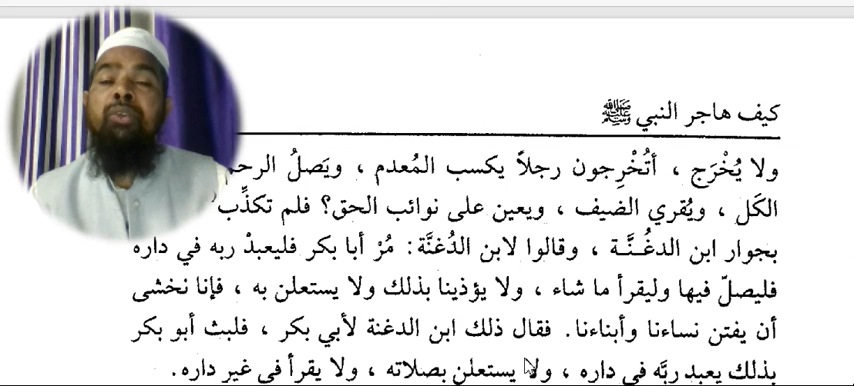 كيف هاجر النبي ﷺ
ولا يُخْرَج ، أتُخْرِجون رجلاً يكسب المُعدم ، ويَصلُ الرحم
الكَل ، ويُقري الضيف ، ويعين على نوائب الحق؟ فلم تكذِّب
بجوار ابن الدغُـنَّـة ، وقالوا لابن الدُغنَّة : مُرْ أبا بكر فليعبدْ ربه في داره
فليصلّ فيها وليقرأ ما شاء ، ولا يؤذينا بذلك ولا يستعلن به ، فإنا نخشى
أن يفتن نساءنا وأبناءنا. فقال ذلك ابن الدغنة لأبي بكر ، فلبث أبو بكر
بذلك يعبد ربَّه في داره ، ولا يستعلن بصلاته ، ولا يقرأ في غير داره.